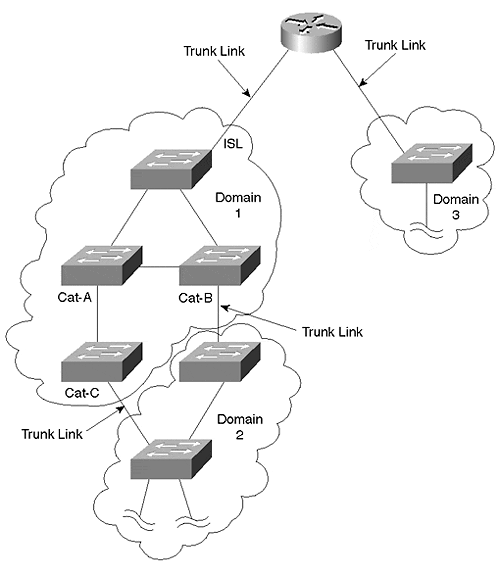 Trunk Link
Trunk Link
ISL
Domain
1
Domain
3
Cat-A
Cat-B
Trunk Link
Cat-C
Domain
2
Trunk Link